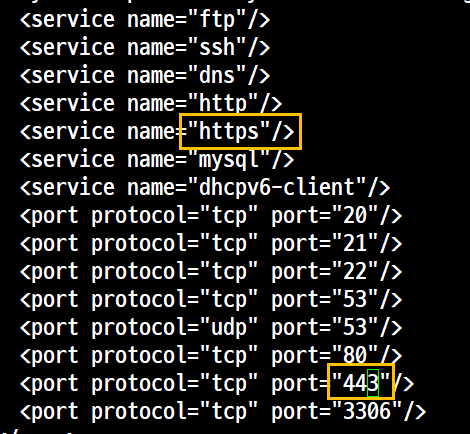 <service name="ftp"/>
<service name="ssh"/>
<service name="dns"/>
<service name="http"/>
<service name="https"/>
<service name="mysql"/>
<service name="dhcpv6-client"/>
<port protocol="tcp" port="20"/>
<port protocol="tcp" port="21"/>
<port protocol="tcp" port="22"/>
<port protocol="tcp" port="53"/>
<port protocol="udp" port="53"/>
<port protocol="tcp" port="80"/>
<port protocol="tcp" port="443"/>
<port protocol="tcp" port="3306"/>